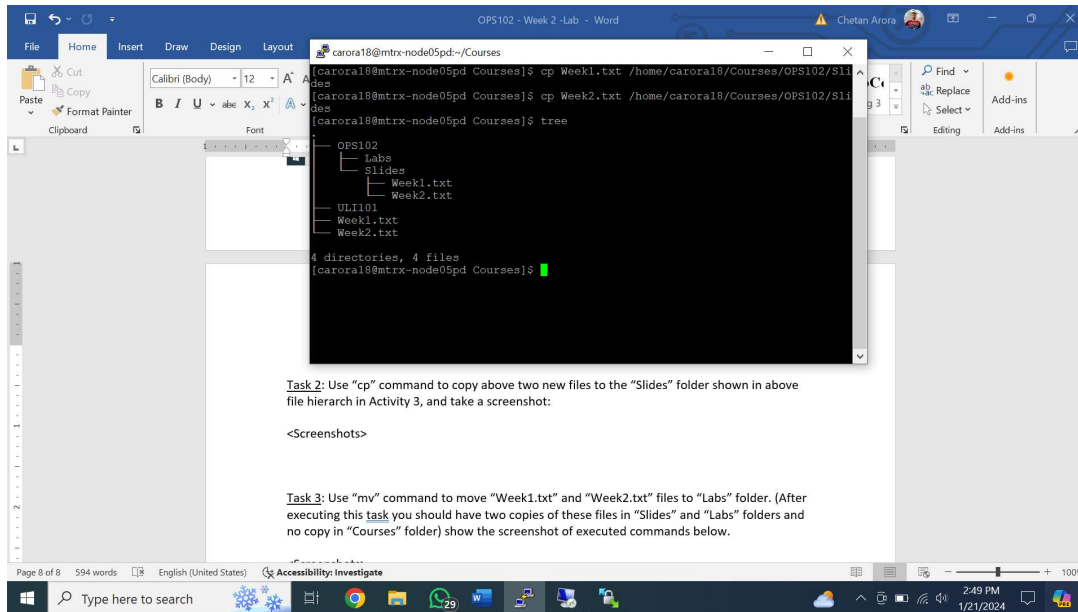 OPS102 - Week 2 -Lab - Word
Chetan Arora
File Home Insert Draw Design Layout
Cut
Copy
Format Painter
Paste
Clipboard
Calibri (Body) 12
Font
Find
Replace
Select
Editing
Add-ins
Add-ins
carora18@mtrx-node05pd:~/Courses
[carora18@mtrx-node05pd Courses]$ cp Week1.txt /home/carora18/Courses/OPS102/Sli
des
[carora18@mtrx-node05pd Courses]$ cp Week2.txt /home/carora18/Courses/OPS102/Sli
des
[carora18@mtrx-node05pd Courses]$ tree
.
├── OPS102
│   ├── Labs
│   └── Slides
│       ├── Week1.txt
│       └── Week2.txt
├── ULI101
├── Week1.txt
└── Week2.txt
4 directories, 4 files
[carora18@mtrx-node05pd Courses]$
Task 2: Use “cp” command to copy above two new files to the “Slides” folder shown in above
file hierarch in Activity 3, and take a screenshot:
<Screenshots>
Task 3: Use “mv” command to move “Week1.txt” and “Week2.txt” files to “Labs” folder. (After
executing this task you should have two copies of these files in “Slides” and “Labs” folders and
no copy in “Courses” folder) show the screenshot of executed commands below.
Page 8 of 8 594 words English (United States) Accessibility: Investigate
Type here to search
29
2:49 PM
1/21/2024